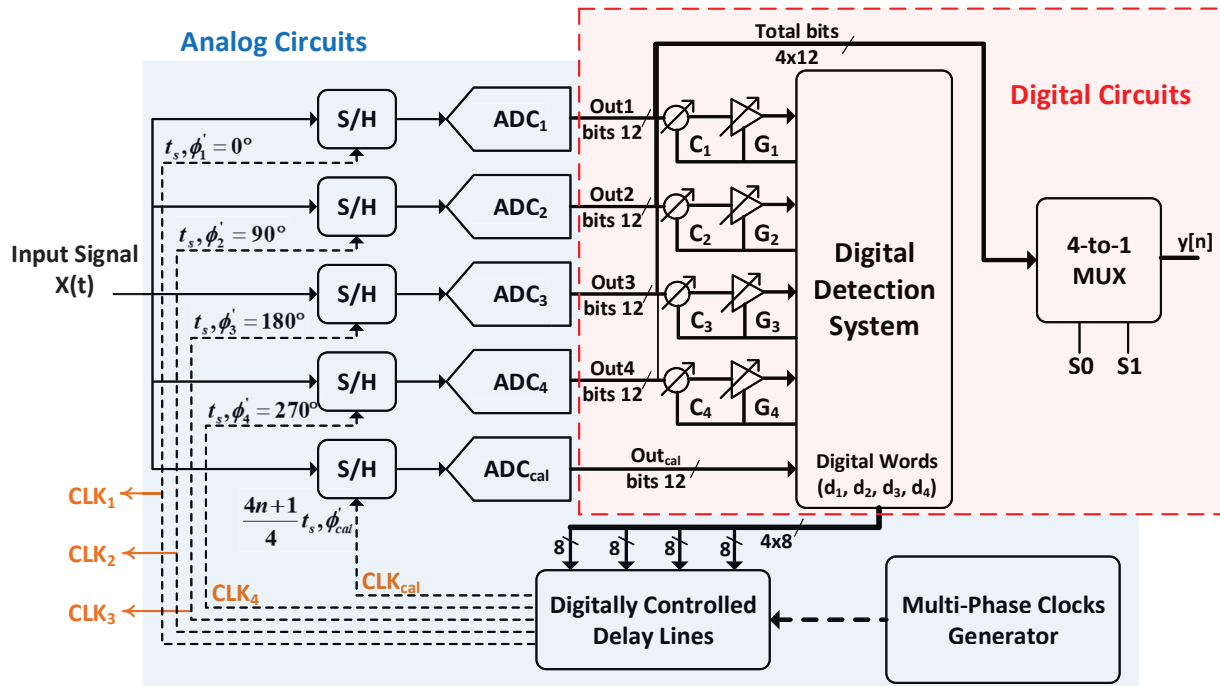 Analog Circuits
Digital Circuits
Total bits
4x12
S/H
ADC1
Out1
bits 12
C1
G1
t_s, ϕ'_1 = 0°
S/H
ADC2
Out2
bits 12
C2
G2
t_s, ϕ'_2 = 90°
Input Signal
X(t)
S/H
ADC3
Out3
bits 12
C3
G3
t_s, ϕ'_3 = 180°
S/H
ADC4
Out4
bits 12
C4
G4
t_s, ϕ'_4 = 270°
S/H
ADCcal
Outcal
bits 12
(4n+1)/4 t_s, ϕ'_cal
Digital
Detection
System
Digital Words
(d1, d2, d3, d4)
4-to-1
MUX
y[n]
S0
S1
CLK1
CLK2
CLK3
CLK4
CLKcal
8
8
8
8
4x8
Digitally Controlled
Delay Lines
Multi-Phase Clocks
Generator